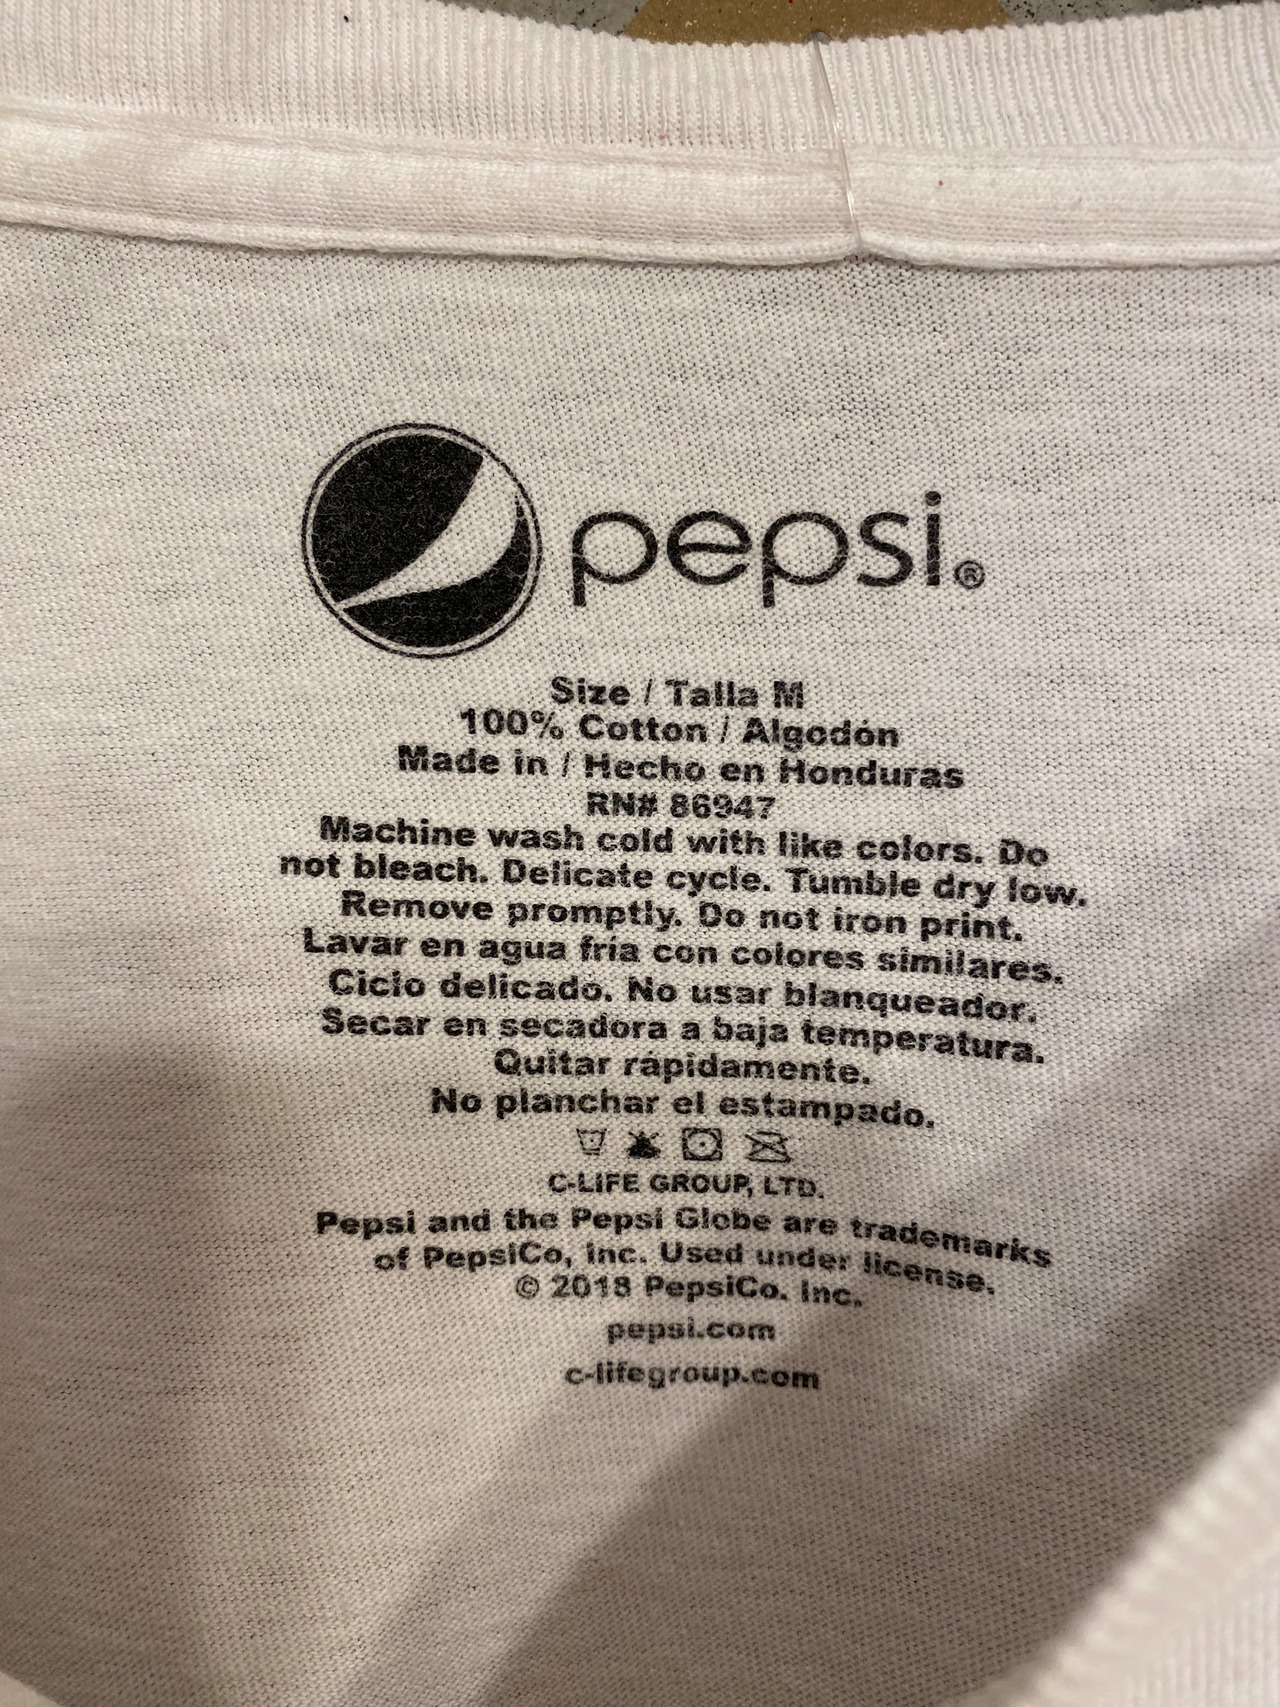 pepsi®
Size / Talla M
100% Cotton / Algodón
Made in / Hecho en Honduras
RN# 86947
Machine wash cold with like colors. Do
not bleach. Delicate cycle. Tumble dry low.
Remove promptly. Do not iron print.
Lavar en agua fría con colores similares.
Ciclo delicado. No usar blanqueador.
Secar en secadora a baja temperatura.
Quitar rápidamente.
No planchar el estampado.
C-LIFE GROUP, LTD.
Pepsi and the Pepsi Globe are trademarks
of PepsiCo, Inc. Used under license.
© 2018 PepsiCo. Inc.
pepsi.com
c-lifegroup.com